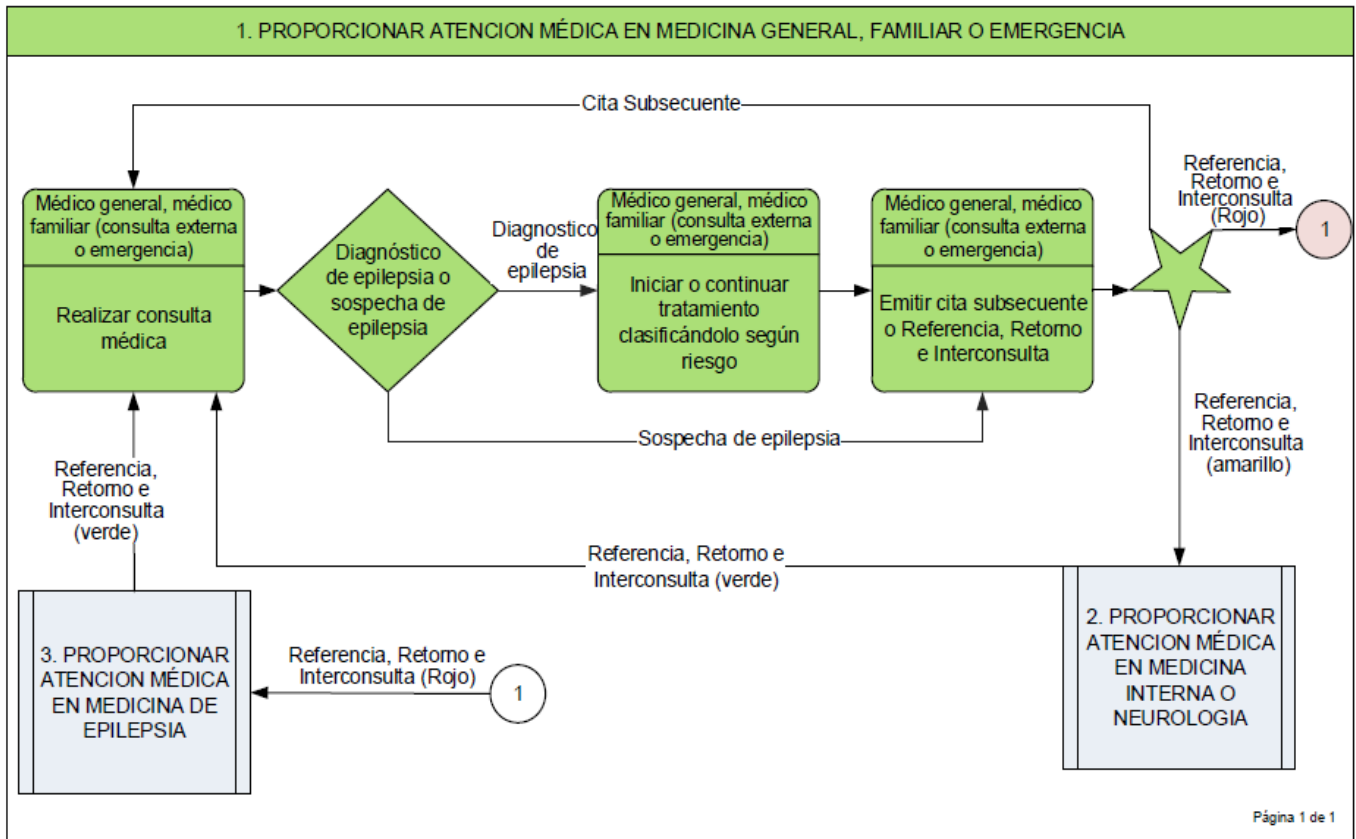 1. PROPORCIONAR ATENCION MÉDICA EN MEDICINA GENERAL, FAMILIAR O EMERGENCIA
Cita Subsecuente
Referencia,
Retorno e
Interconsulta
(Rojo)
1
Médico general, médico
familiar (consulta externa
o emergencia)
Realizar consulta
médica
Diagnóstico
de epilepsia o
sospecha de
epilepsia
Diagnostico
de
epilepsia
Médico general, médico
familiar (consulta externa
o emergencia)
Iniciar o continuar
tratamiento
clasificándolo según
riesgo
Médico general, médico
familiar (consulta externa
o emergencia)
Emitir cita subsecuente
o Referencia, Retorno
e Interconsulta
Sospecha de epilepsia
Referencia,
Retorno e
Interconsulta
(amarillo)
Referencia,
Retorno e
Interconsulta
(verde)
Referencia, Retorno e
Interconsulta (verde)
3. PROPORCIONAR
ATENCION MÉDICA
EN MEDICINA DE
EPILEPSIA
Referencia, Retorno e
Interconsulta (Rojo)
1
2. PROPORCIONAR
ATENCION MÉDICA
EN MEDICINA
INTERNA O
NEUROLOGIA
Página 1 de 1